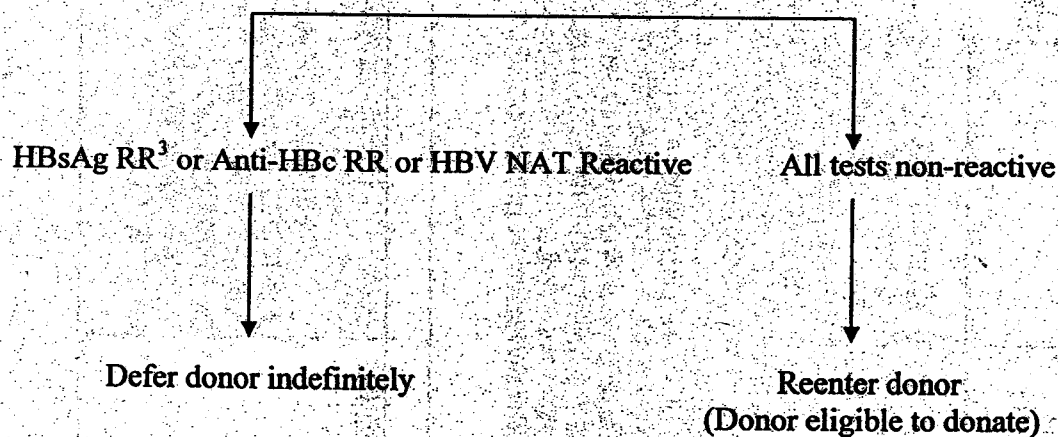 HBsAg RR³ or Anti-HBc RR or HBV NAT Reactive
All tests non-reactive
Defer donor indefinitely
Reenter donor
(Donor eligible to donate)